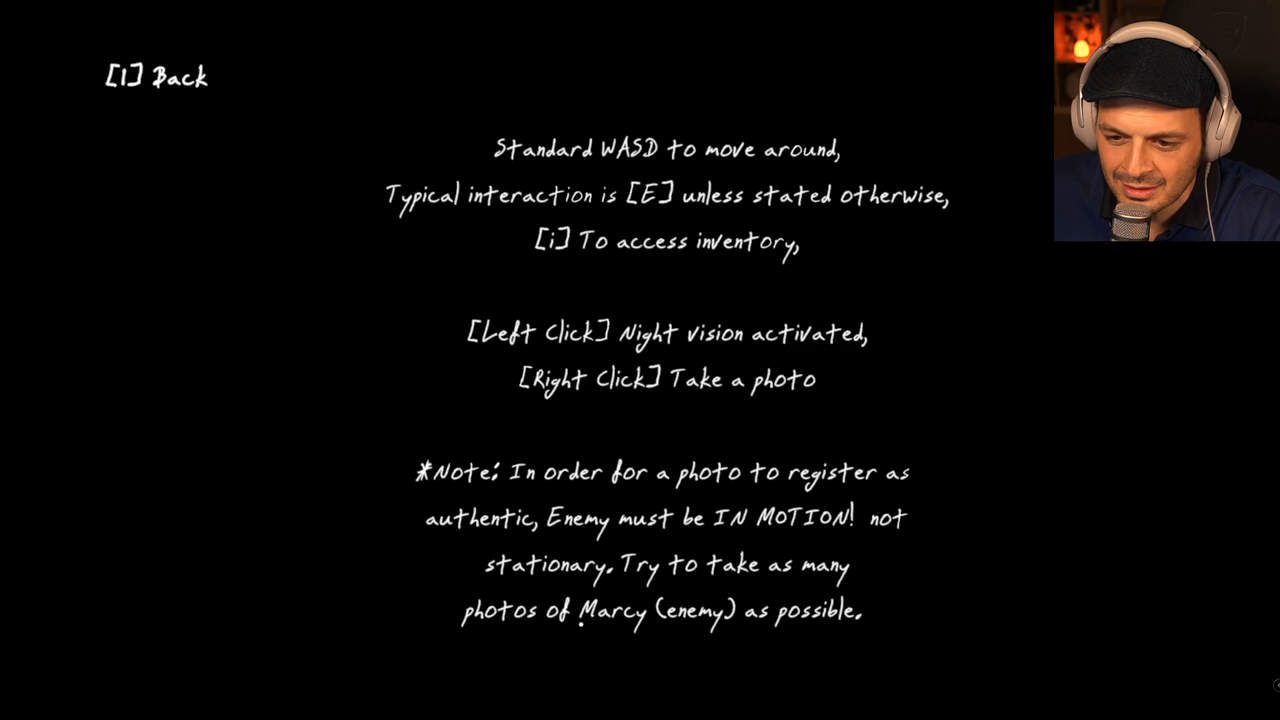 [1] Back
Standard WASD to move around,
Typical interaction is [E] unless stated otherwise,
[i] To access inventory,
[Left Click] Night vision activated,
[Right Click] Take a photo
*Note: In order for a photo to register as
authentic, Enemy must be IN MOTION! not
stationary. Try to take as many
photos of Marcy (enemy) as possible.